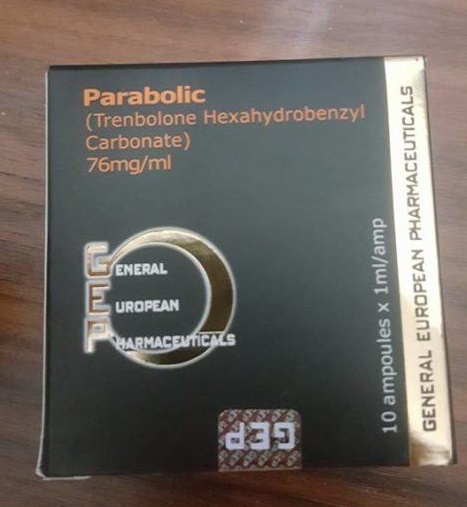 Parabolic
(Trenbolone Hexahydrobenzyl
Carbonate)
76mg/ml
GENERAL
EUROPEAN
PHARMACEUTICALS
10 ampoules x 1ml/amp
GENERAL EUROPEAN PHARMACEUTICALS
GEP